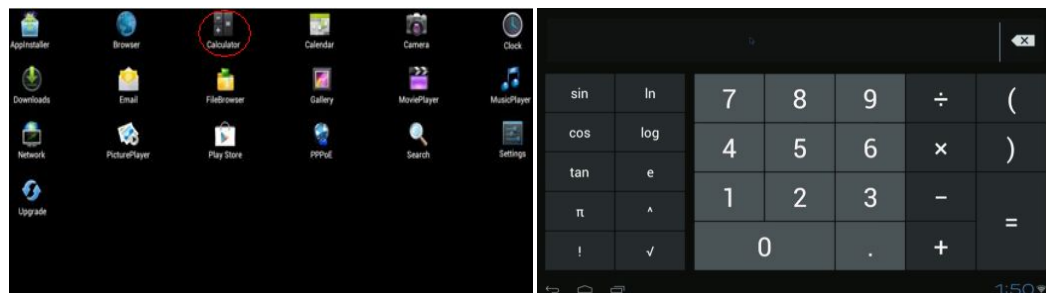 AppInstaller Browser Calculator Calendar Camera Clock
Downloads Email FileBrowser Gallery MoviePlayer MusicPlayer
Network PicturePlayer Play Store PPPoE Search Settings
Upgrade
sin ln 7 8 9 ÷ (
cos log 4 5 6 × )
tan e
π ^ 1 2 3 − =
! √ 0 . +
1:50